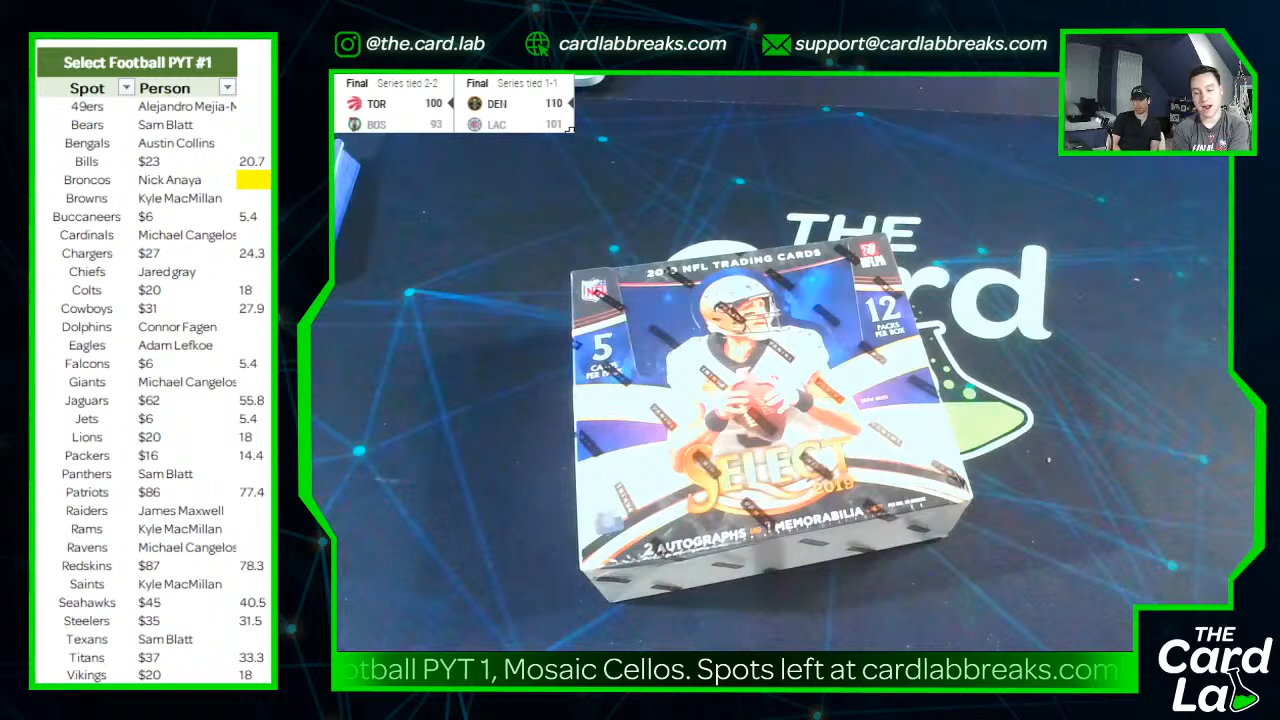 @the.card.lab
cardlabbreaks.com
support@cardlabbreaks.com
Select Football PYT #1
Spot Person
49ers Alejandro Mejia-
Bears Sam Blatt
Bengals Austin Collins
Bills $23 20.7
Broncos Nick Anaya
Browns Kyle MacMillan
Buccaneers $6 5.4
Cardinals Michael Cangelos
Chargers $27 24.3
Chiefs Jared gray
Colts $20 18
Cowboys $31 27.9
Dolphins Connor Fagen
Eagles Adam Lefkoe
Falcons $6 5.4
Giants Michael Cangelos
Jaguars $62 55.8
Jets $6 5.4
Lions $20 18
Packers $16 14.4
Panthers Sam Blatt
Patriots $86 77.4
Raiders James Maxwell
Rams Kyle MacMillan
Ravens Michael Cangelos
Redskins $87 78.3
Saints Kyle MacMillan
Seahawks $45 40.5
Steelers $35 31.5
Texans Sam Blatt
Titans $37 33.3
Vikings $20 18
Final Series tied 2-2
TOR 100
BOS 93
Final Series tied 1-1
DEN 110
LAC 101
THE
Card
2019 NFL TRADING CARDS
NFL
5
12
PACKS
PER BOX
SELECT
2019
2 AUTOGRAPHS
1 MEMORABILIA
otball PYT 1, Mosaic Cellos. Spots left at cardlabbreaks.com
THE
Card
Lab